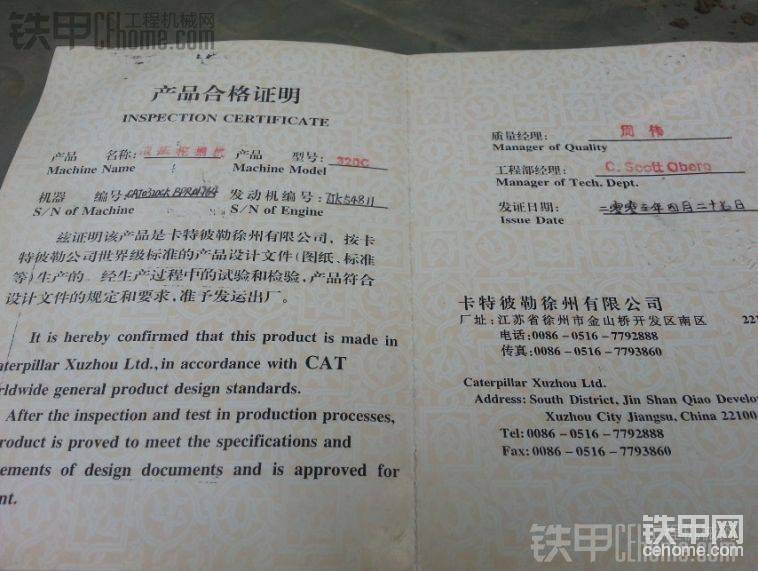 铁甲 工程机械网
CEhome.com
产品合格证明
INSPECTION CERTIFICATE
产品 名称: 产品 型号: 320C
Machine Name Machine Model
机器 编号: 发动机编号: 7JK54811
S/N of Machine S/N of Engine
兹证明该产品是卡特彼勒徐州有限公司，按卡
特彼勒公司世界级标准的产品设计文件(图纸、标准
等)生产的。经生产过程中的试验和检验，产品符合
设计文件的规定和要求，准予发运出厂。
It is hereby confirmed that this product is made in
aterpillar Xuzhou Ltd., in accordance with CAT
rldwide general product design standards.
After the inspection and test in production processes,
roduct is proved to meet the specifications and
ements of design documents and is approved for
nt.
质量经理: 周伟
Manager of Quality
工程部经理: C. Scott Oberg
Manager of Tech. Dept.
发证日期: 年四月二十 日
Issue Date
卡特彼勒徐州有限公司
厂址:江苏省徐州市金山桥开发区南区 221
电话:0086-0516-7792888
传真:0086-0516-7793860
Caterpillar Xuzhou Ltd.
Address: South District, Jin Shan Qiao Develo
Xuzhou City Jiangsu, China 22100
Tel: 0086-0516-7792888
Fax: 0086-0516-7793860
铁甲网
cehome.com